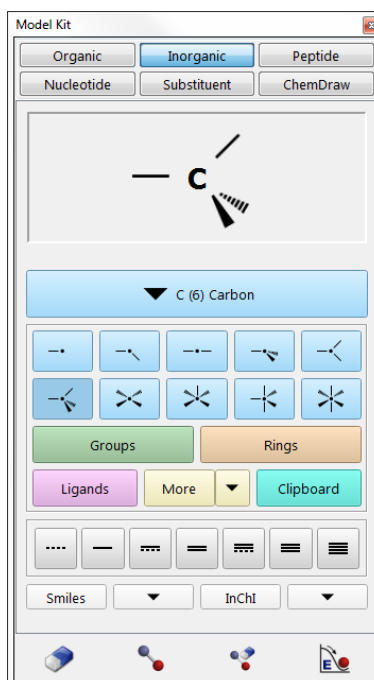 Model Kit
Organic Inorganic Peptide
Nucleotide Substituent ChemDraw
C
C (6) Carbon
Groups Rings
Ligands More Clipboard
Smiles InChI
E